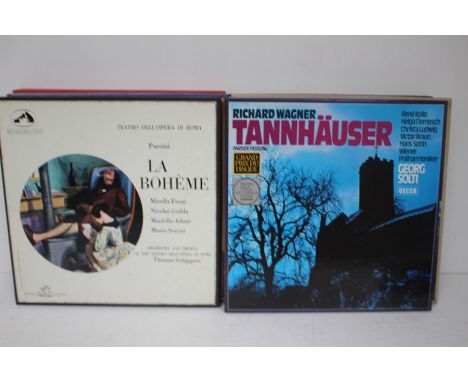 TEATRO DELL'OPERA DI ROMA
Puccini
LA
BOHÈME
Mirella Freni
Nicolai Gedda
Mariella Adani
Mario Sereni
ORCHESTRA AND CHORUS
OF THE TEATRO DELL'OPERA DI ROMA
Thomas Schippers
RICHARD WAGNER
TANNHÄUSER
PARISER FASSUNG
GRAND
PRIX DU
DISQUE
René Kollo
Helga Dernesch
Christa Ludwig
Victor Braun
Hans Sotin
Wiener
Philharmoniker
GEORG
SOLTI
DECCA